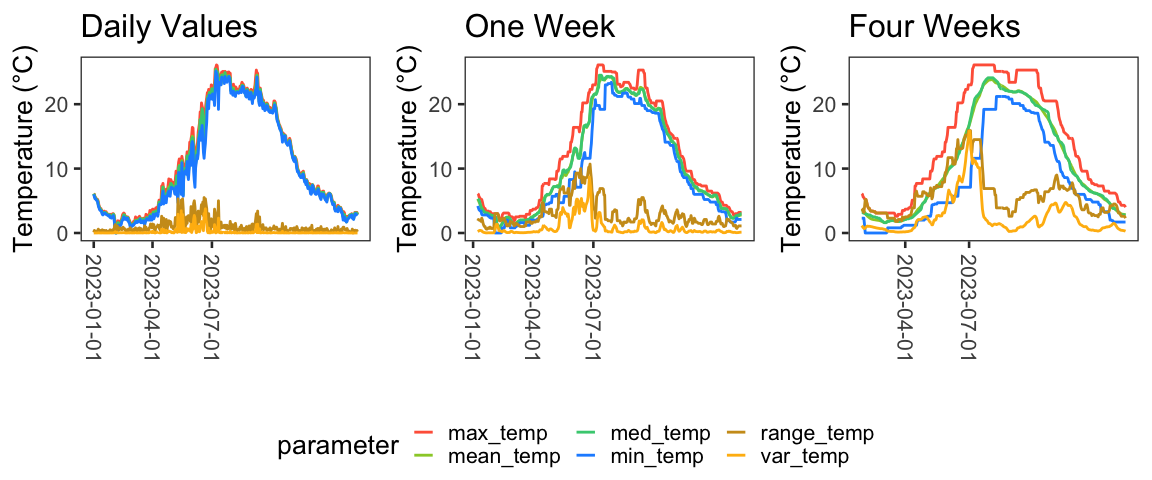 Daily Values
One Week
Four Weeks
Temperature (°C)
20
10
0
2023-01-01
2023-04-01
2023-07-01
Temperature (°C)
20
10
0
2023-01-01
2023-04-01
2023-07-01
Temperature (°C)
20
10
0
2023-04-01
2023-07-01
parameter
max_temp
med_temp
range_temp
mean_temp
min_temp
var_temp